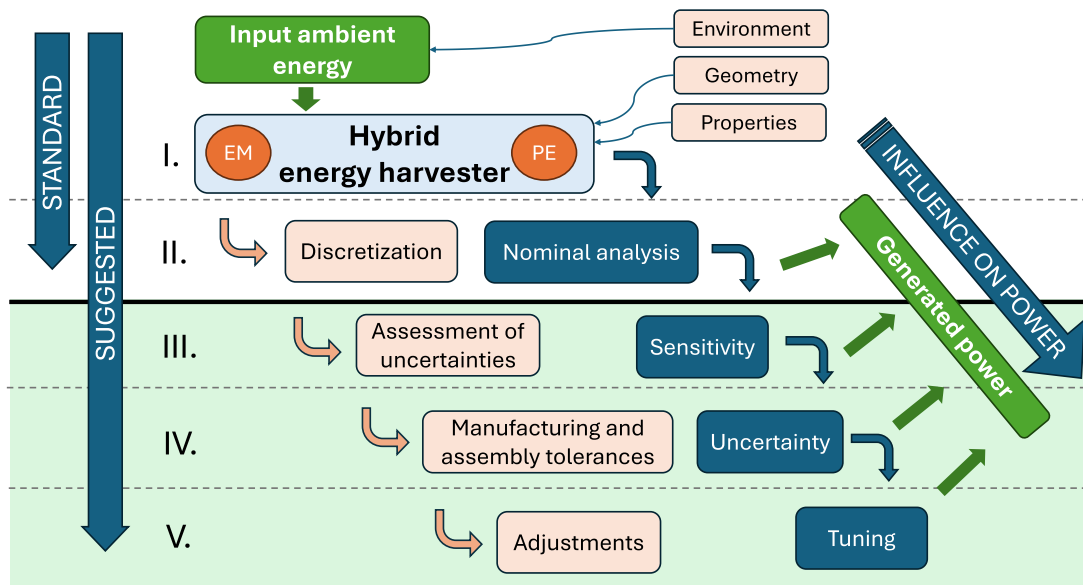 STANDARD
SUGGESTED
Input ambient
energy
Environment
Geometry
Properties
I.
EM
Hybrid
energy harvester
PE
INFLUENCE ON POWER
Generated power
II.
Discretization
Nominal analysis
III.
Assessment of
uncertainties
Sensitivity
IV.
Manufacturing and
assembly tolerances
Uncertainty
V.
Adjustments
Tuning